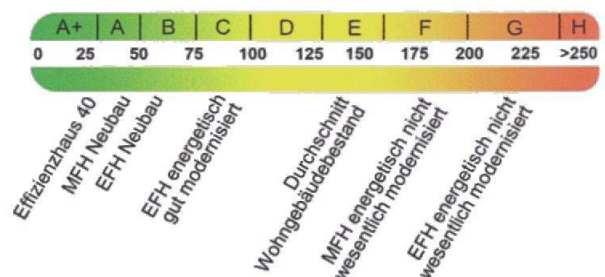 A+ A B C D E F G H
0 25 50 75 100 125 150 175 200 225 >250
Effizienzhaus 40
MFH Neubau
EFH Neubau
EFH energetisch
gut modernisiert
Durchschnitt
Wohngebäudebestand
MFH energetisch nicht
wesentlich modernisiert
EFH energetisch nicht
wesentlich modernisiert